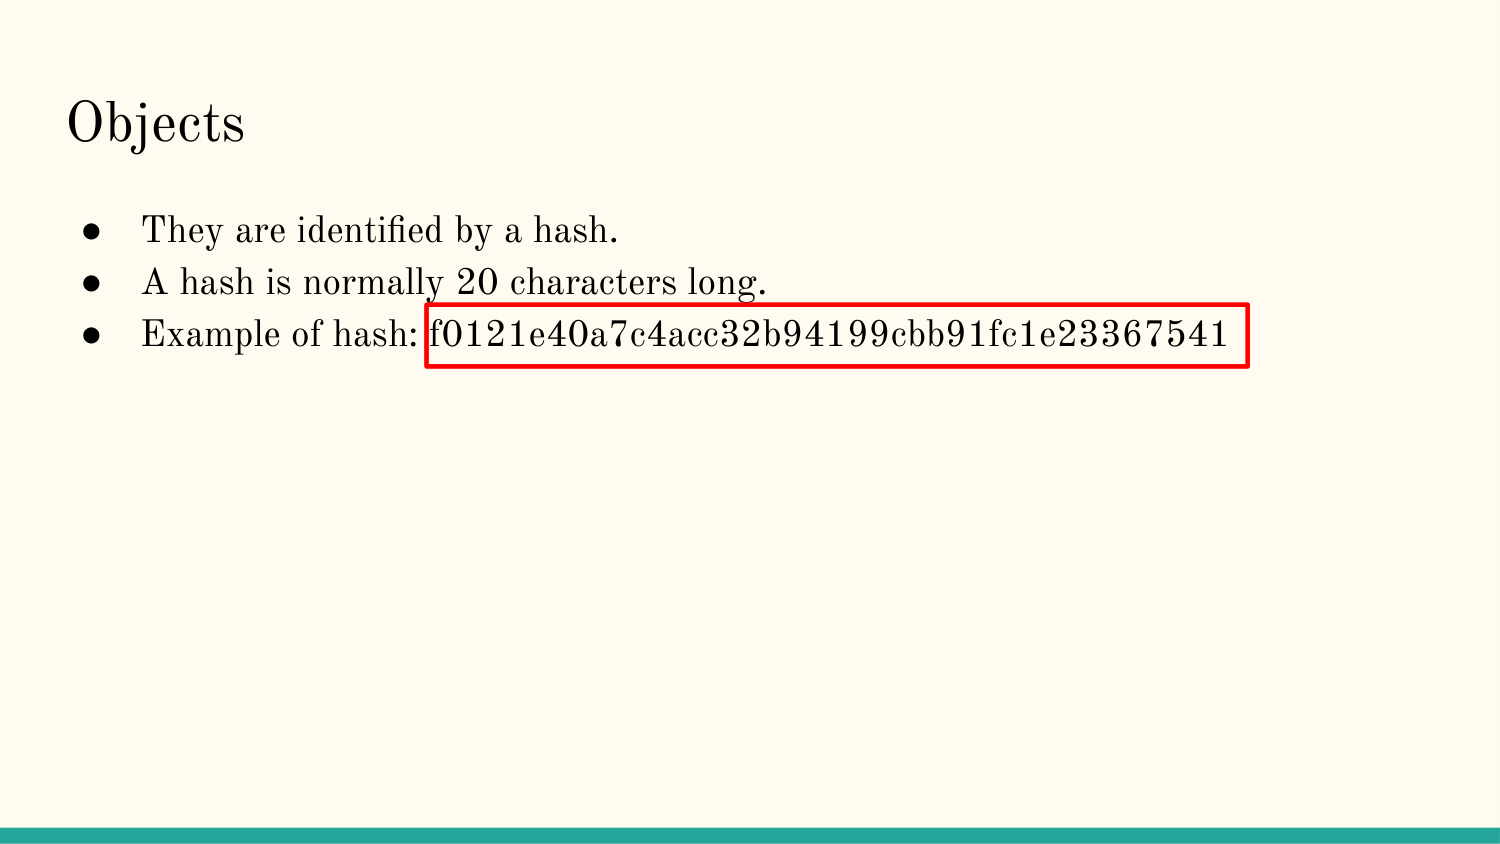 Objects
● They are identified by a hash.
● A hash is normally 20 characters long.
● Example of hash: f0121e40a7c4acc32b94199cbb91fc1e23367541